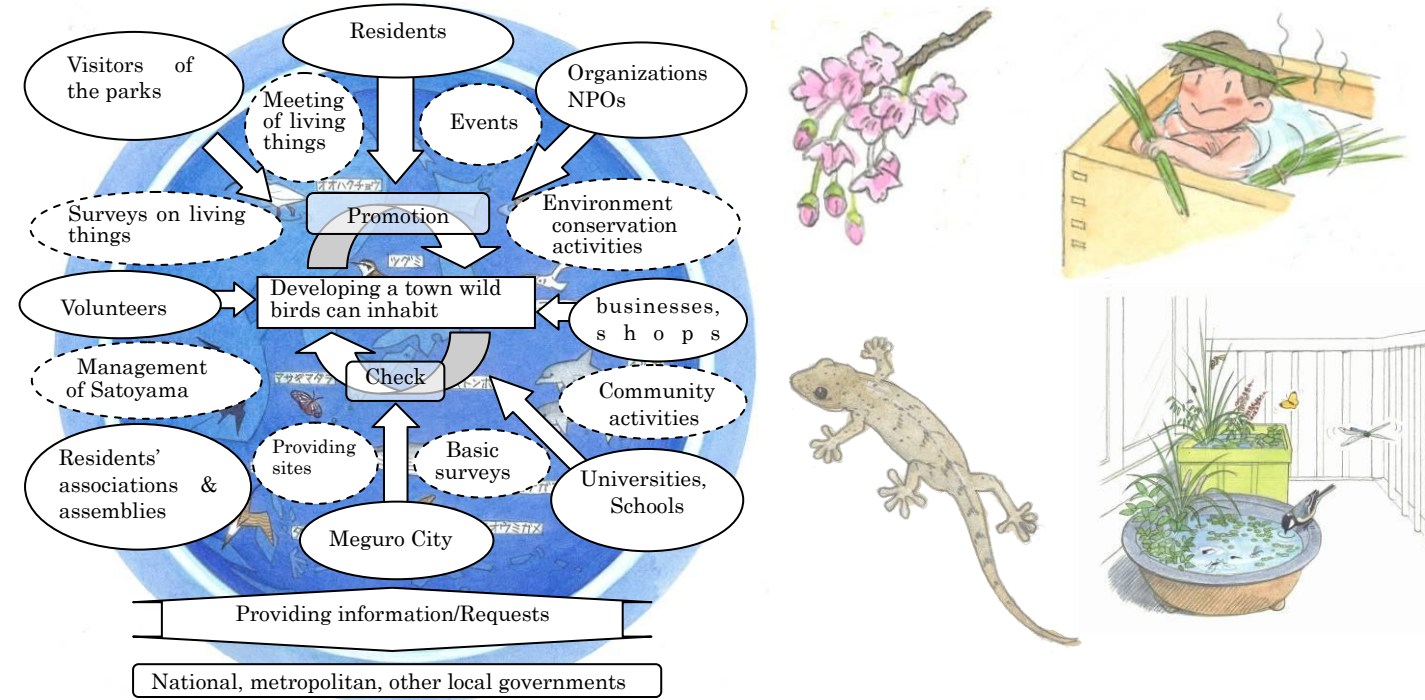 Residents
Visitors of
the parks
Organizations
NPOs
Meeting
of living
things
Events
オオハクチョウ
Surveys on living
things
Promotion
Environment
conservation
activities
ツグミ
Developing a town wild
birds can inhabit
Volunteers
businesses,
shops
Management
of Satoyama
Check
Community
activities
Providing
sites
Basic
surveys
Residents’
associations &
assemblies
Universities,
Schools
Meguro City
Providing information/Requests
National, metropolitan, other local governments